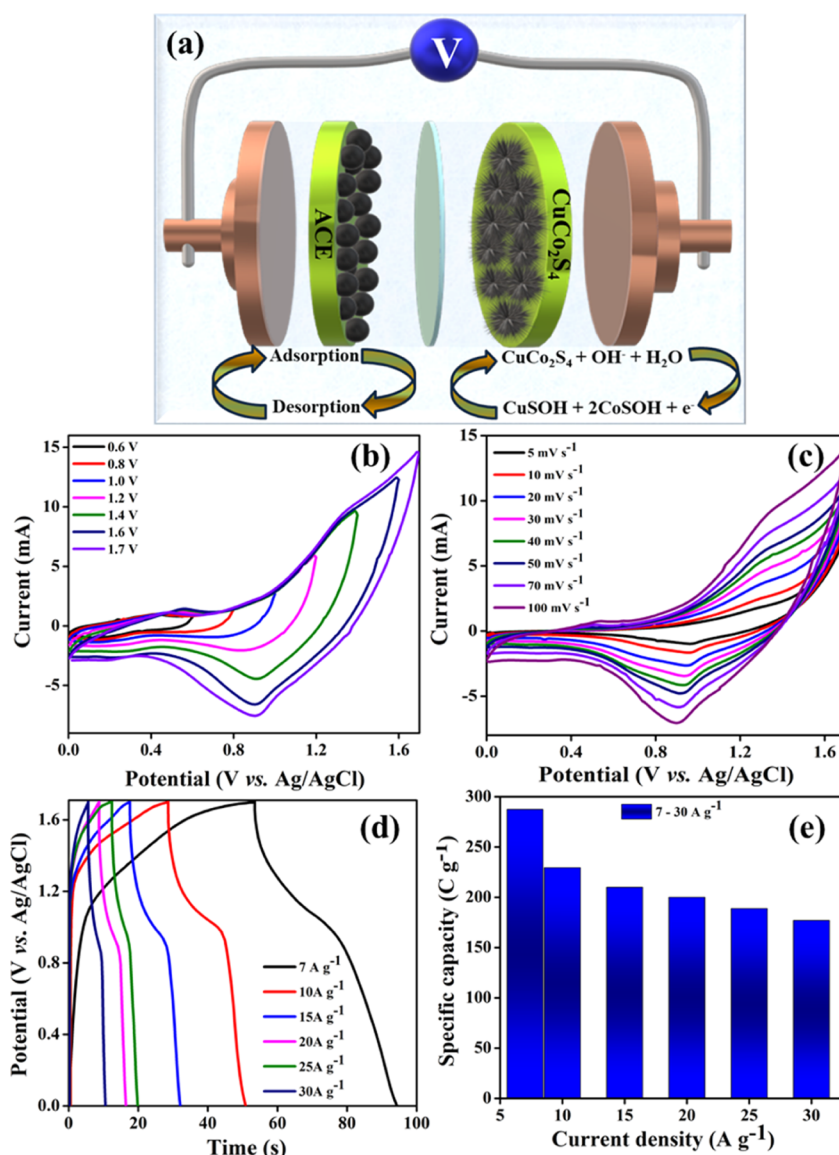 (a)
V
ACE
CuCo₂S₄
Adsorption
Desorption
CuCo₂S₄ + OH⁻ + H₂O
CuSOH + 2CoSOH + e⁻
(b)
15
10
5
0
-5
0.0 0.4 0.8 1.2 1.6
Current (mA)
Potential (V vs. Ag/AgCl)
0.6 V
0.8 V
1.0 V
1.2 V
1.4 V
1.6 V
1.7 V
(c)
15
10
5
0
-5
0.0 0.4 0.8 1.2 1.6
Current (mA)
Potential (V vs. Ag/AgCl)
5 mV s⁻¹
10 mV s⁻¹
20 mV s⁻¹
30 mV s⁻¹
40 mV s⁻¹
50 mV s⁻¹
70 mV s⁻¹
100 mV s⁻¹
(d)
1.6
1.2
0.8
0.4
0.0
0 20 40 60 80 100
Potential (V vs. Ag/AgCl)
Time (s)
7 A g⁻¹
10A g⁻¹
15A g⁻¹
20A g⁻¹
25A g⁻¹
30A g⁻¹
(e)
7 - 30 A g⁻¹
300
250
200
150
100
50
0
5 10 15 20 25 30
Specific capacity (C g⁻¹)
Current density (A g⁻¹)